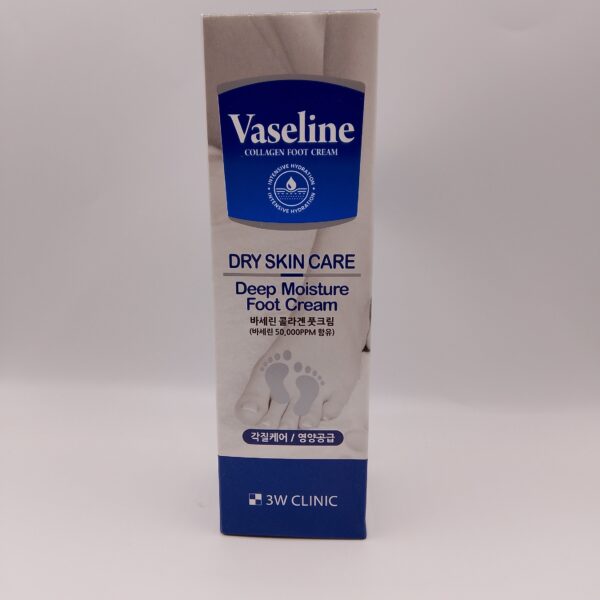 Vaseline
COLLAGEN FOOT CREAM
INTENSIVE HYDRATION
INTENSIVE HYDRATION
DRY SKIN CARE
Deep Moisture
Foot Cream
바세린 콜라겐 풋크림
(바세린 50,000PPM 함유)
각질케어 / 영양공급
3W CLINIC